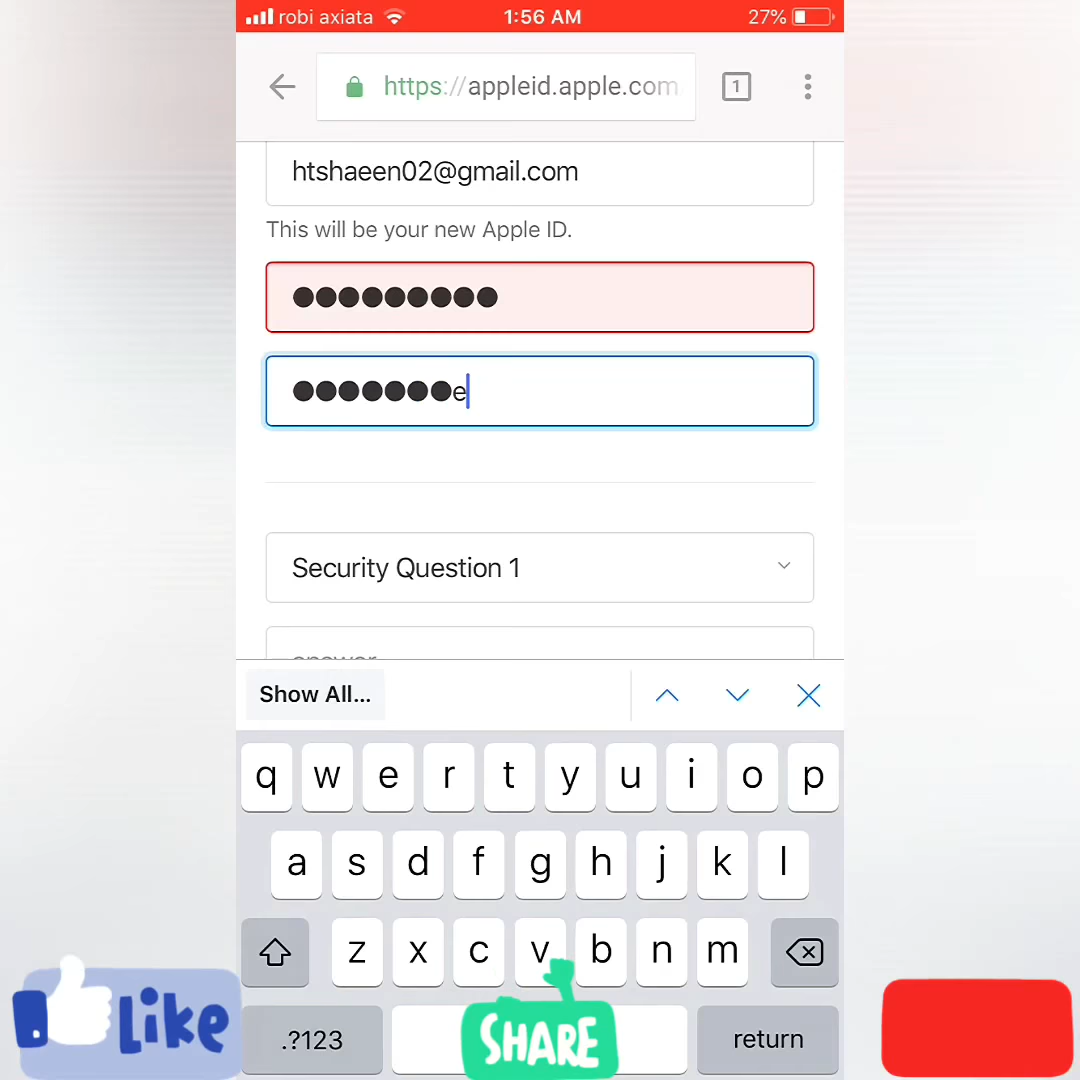 robi axiata 1:56 AM 27%
https://appleid.apple.com
1
htshaeen02@gmail.com
This will be your new Apple ID.
●●●●●●●●●
●●●●●●●e
Security Question 1
answer
Show All...
q w e r t y u i o p
a s d f g h j k l
z x c v b n m
.?123 return
Like
SHARE